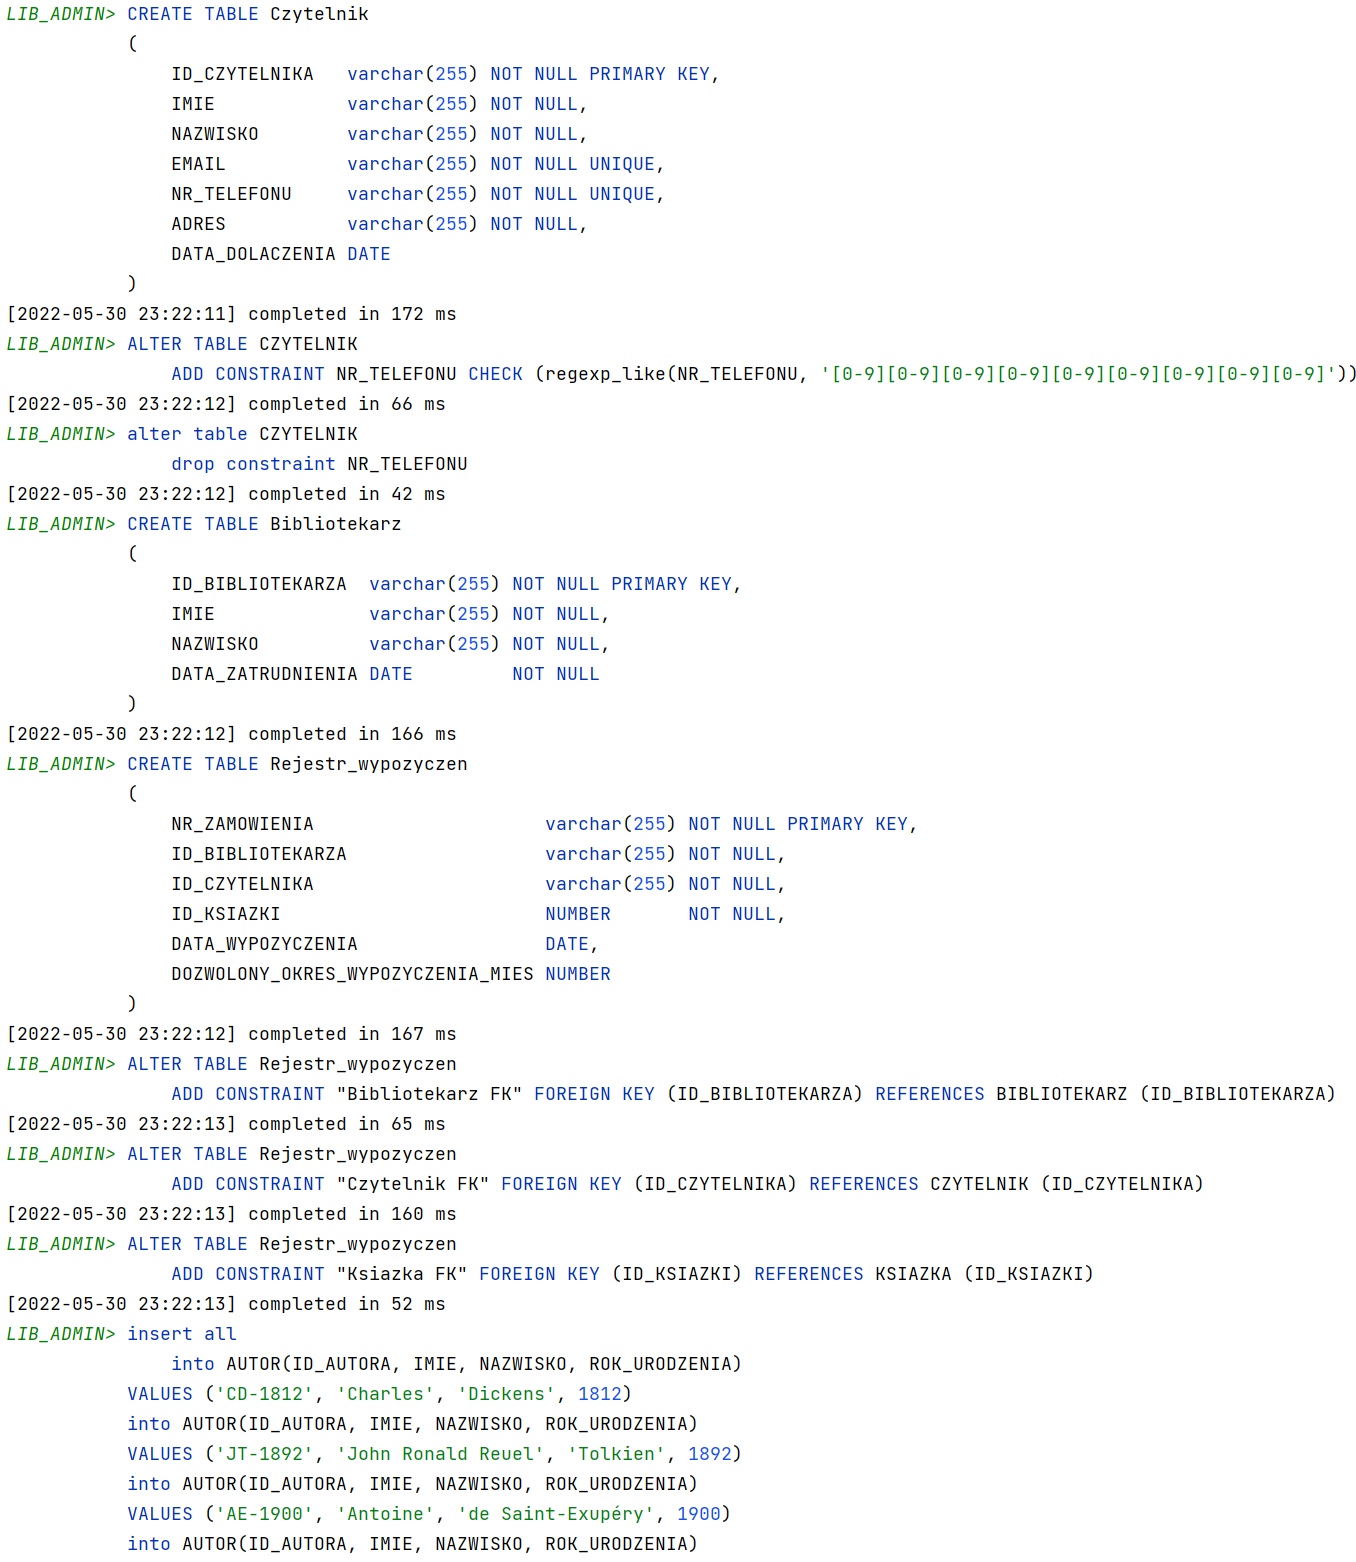 LIB_ADMIN> CREATE TABLE Czytelnik
(
ID_CZYTELNIKA varchar(255) NOT NULL PRIMARY KEY,
IMIE varchar(255) NOT NULL,
NAZWISKO varchar(255) NOT NULL,
EMAIL varchar(255) NOT NULL UNIQUE,
NR_TELEFONU varchar(255) NOT NULL UNIQUE,
ADRES varchar(255) NOT NULL,
DATA_DOLACZENIA DATE
)
[2022-05-30 23:22:11] completed in 172 ms
LIB_ADMIN> ALTER TABLE CZYTELNIK
ADD CONSTRAINT NR_TELEFONU CHECK (regexp_like(NR_TELEFONU, '[0-9][0-9][0-9][0-9][0-9][0-9][0-9][0-9][0-9]'))
[2022-05-30 23:22:12] completed in 66 ms
LIB_ADMIN> alter table CZYTELNIK
drop constraint NR_TELEFONU
[2022-05-30 23:22:12] completed in 42 ms
LIB_ADMIN> CREATE TABLE Bibliotekarz
(
ID_BIBLIOTEKARZA varchar(255) NOT NULL PRIMARY KEY,
IMIE varchar(255) NOT NULL,
NAZWISKO varchar(255) NOT NULL,
DATA_ZATRUDNIENIA DATE NOT NULL
)
[2022-05-30 23:22:12] completed in 166 ms
LIB_ADMIN> CREATE TABLE Rejestr_wypozyczen
(
NR_ZAMOWIENIA varchar(255) NOT NULL PRIMARY KEY,
ID_BIBLIOTEKARZA varchar(255) NOT NULL,
ID_CZYTELNIKA varchar(255) NOT NULL,
ID_KSIAZKI NUMBER NOT NULL,
DATA_WYPOZYCZENIA DATE,
DOZWOLONY_OKRES_WYPOZYCZENIA_MIES NUMBER
)
[2022-05-30 23:22:12] completed in 167 ms
LIB_ADMIN> ALTER TABLE Rejestr_wypozyczen
ADD CONSTRAINT "Bibliotekarz FK" FOREIGN KEY (ID_BIBLIOTEKARZA) REFERENCES BIBLIOTEKARZ (ID_BIBLIOTEKARZA)
[2022-05-30 23:22:13] completed in 65 ms
LIB_ADMIN> ALTER TABLE Rejestr_wypozyczen
ADD CONSTRAINT "Czytelnik FK" FOREIGN KEY (ID_CZYTELNIKA) REFERENCES CZYTELNIK (ID_CZYTELNIKA)
[2022-05-30 23:22:13] completed in 160 ms
LIB_ADMIN> ALTER TABLE Rejestr_wypozyczen
ADD CONSTRAINT "Ksiazka FK" FOREIGN KEY (ID_KSIAZKI) REFERENCES KSIAZKA (ID_KSIAZKI)
[2022-05-30 23:22:13] completed in 52 ms
LIB_ADMIN> insert all
into AUTOR(ID_AUTORA, IMIE, NAZWISKO, ROK_URODZENIA)
VALUES ('CD-1812', 'Charles', 'Dickens', 1812)
into AUTOR(ID_AUTORA, IMIE, NAZWISKO, ROK_URODZENIA)
VALUES ('JT-1892', 'John Ronald Reuel', 'Tolkien', 1892)
into AUTOR(ID_AUTORA, IMIE, NAZWISKO, ROK_URODZENIA)
VALUES ('AE-1900', 'Antoine', 'de Saint-Exupéry', 1900)
into AUTOR(ID_AUTORA, IMIE, NAZWISKO, ROK_URODZENIA)